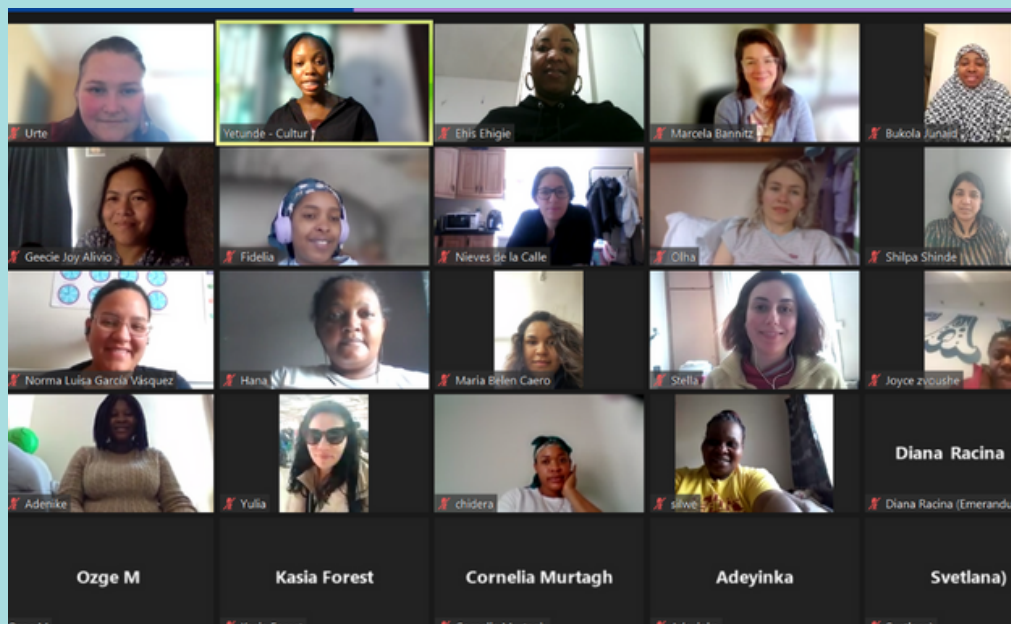 Urte
Yetunde - Cultur
Ehis Ehigie
Marcela Bannitz
Bukola Junaid
Geecie Joy Alivio
Fidelia
Nieves de la Calle
Olha
Shilpa Shinde
Norma Luisa García Vásquez
Hana
Maria Belen Caero
Stella
Joyce zvoushe
Adenike
Yulia
chidera
silwe
Diana Racina
Diana Racina (Emerandu
Ozge M
Kasia Forest
Cornelia Murtagh
Adeyinka
Svetlana)